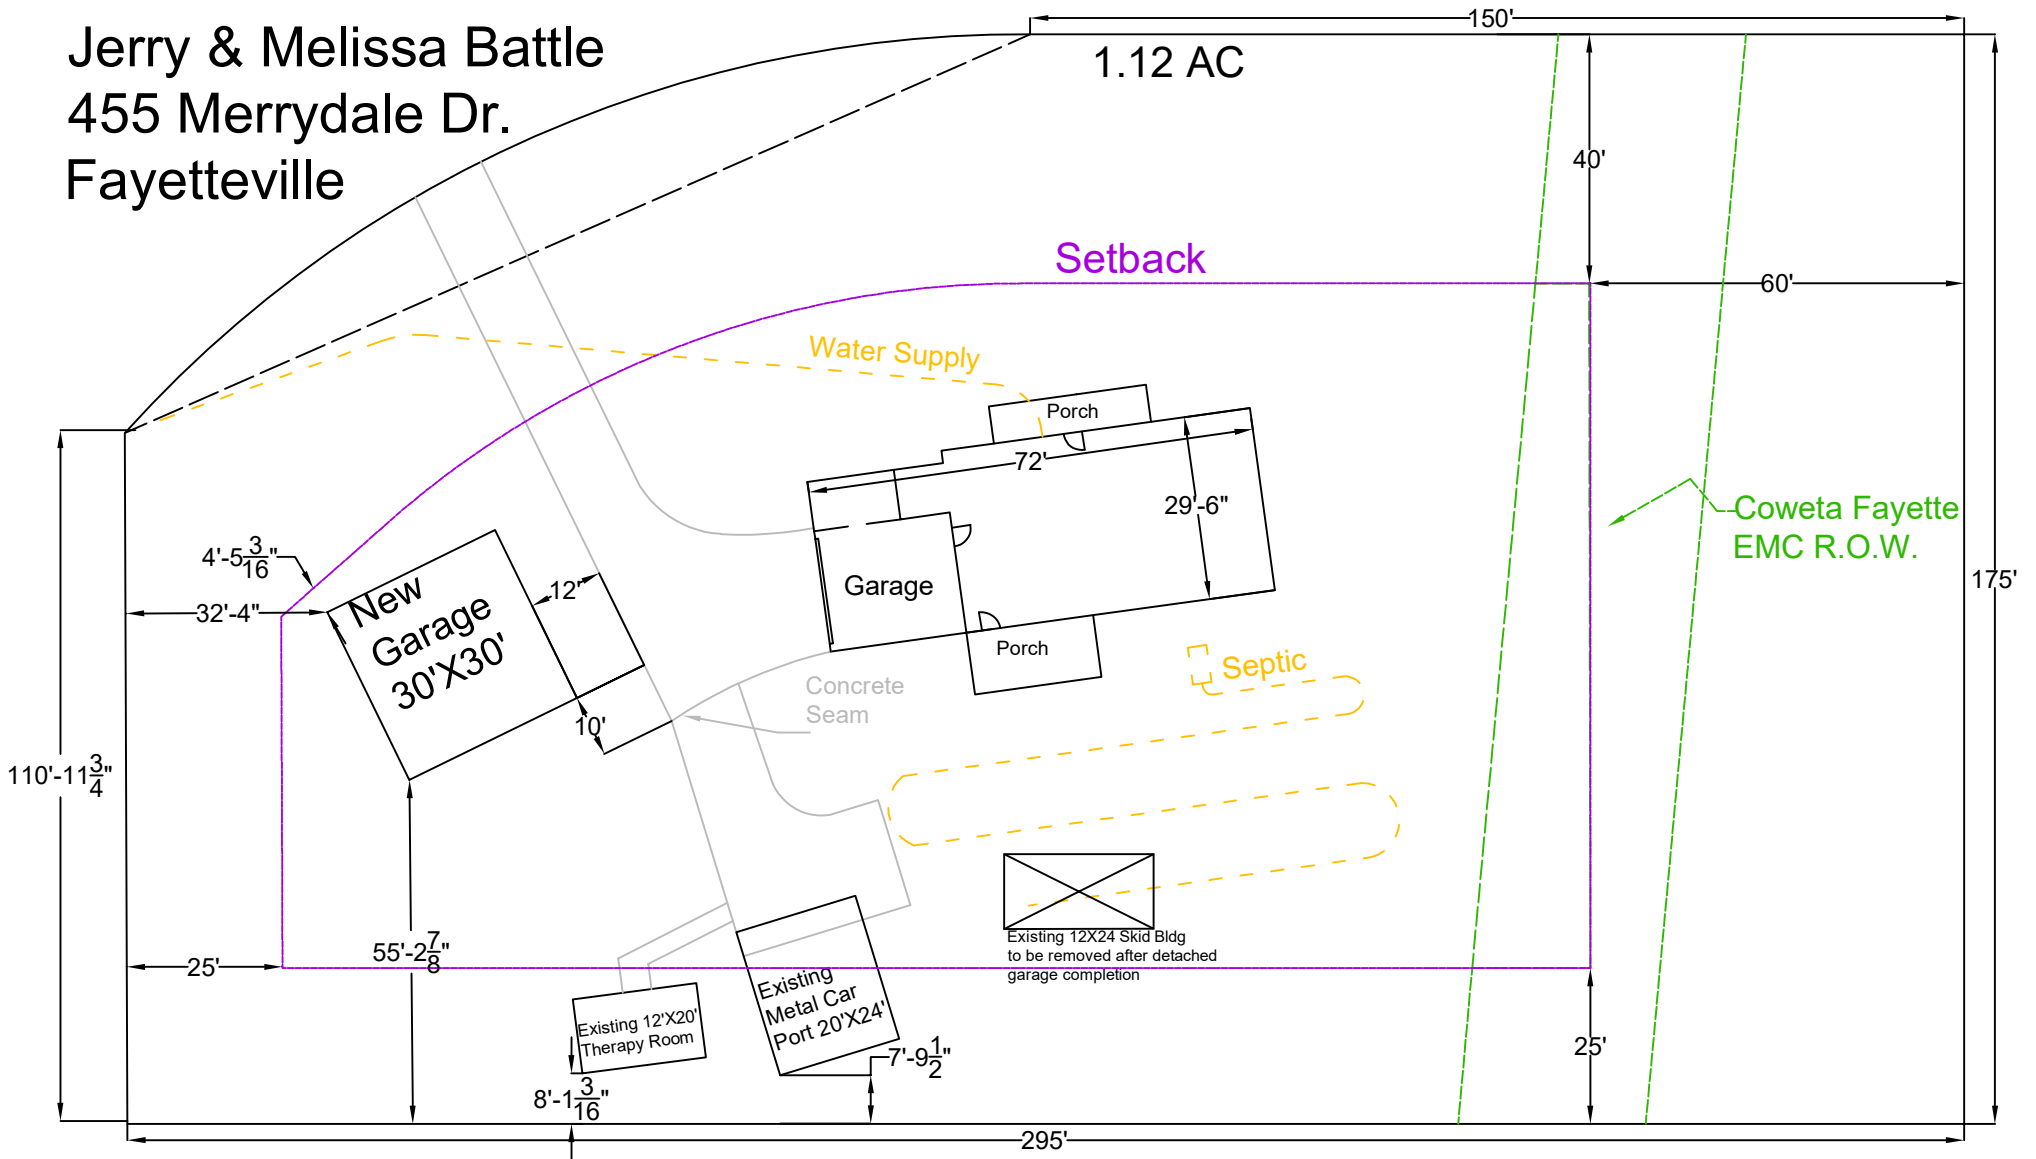 Jerry & Melissa Battle
455 Merrydale Dr.
Fayetteville
150'
1.12 AC
40'
Setback
60'
Water Supply
Porch
72'
29'-6"
Coweta Fayette
EMC R.O.W.
175'
4'-5 3/16"
32'-4"
New
Garage
30'X30'
12'
10'
Garage
Porch
Septic
Concrete
Seam
110'-11 3/4"
55'-2 7/8"
25'
Existing 12X24 Skid Bldg
to be removed after detached
garage completion
Existing
Metal Car
Port 20'X24'
Existing 12'X20'
Therapy Room
7'-9 1/2"
8'-1 3/16"
25'
295'